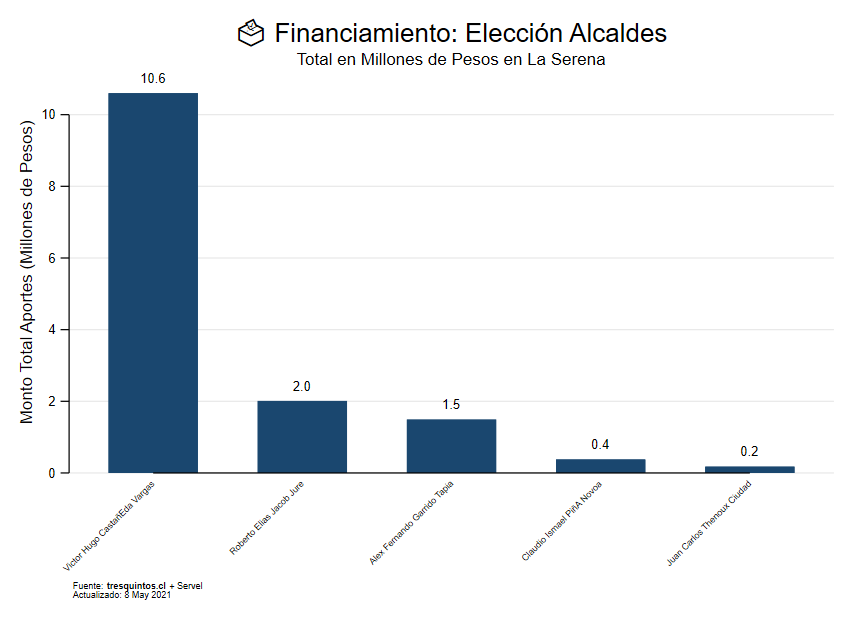 Financiamiento: Elección Alcaldes
Total en Millones de Pesos en La Serena
Monto Total Aportes (Millones de Pesos)
10
8
6
4
2
0
10.6
2.0
1.5
0.4
0.2
Victor Hugo CastañEda Vargas
Roberto Elias Jacob Jure
Alex Fernando Garrido Tapia
Claudio Ismael PiñA Novoa
Juan Carlos Thenoux Ciudad
Fuente: tresquintos.cl + Servel
Actualizado: 8 May 2021